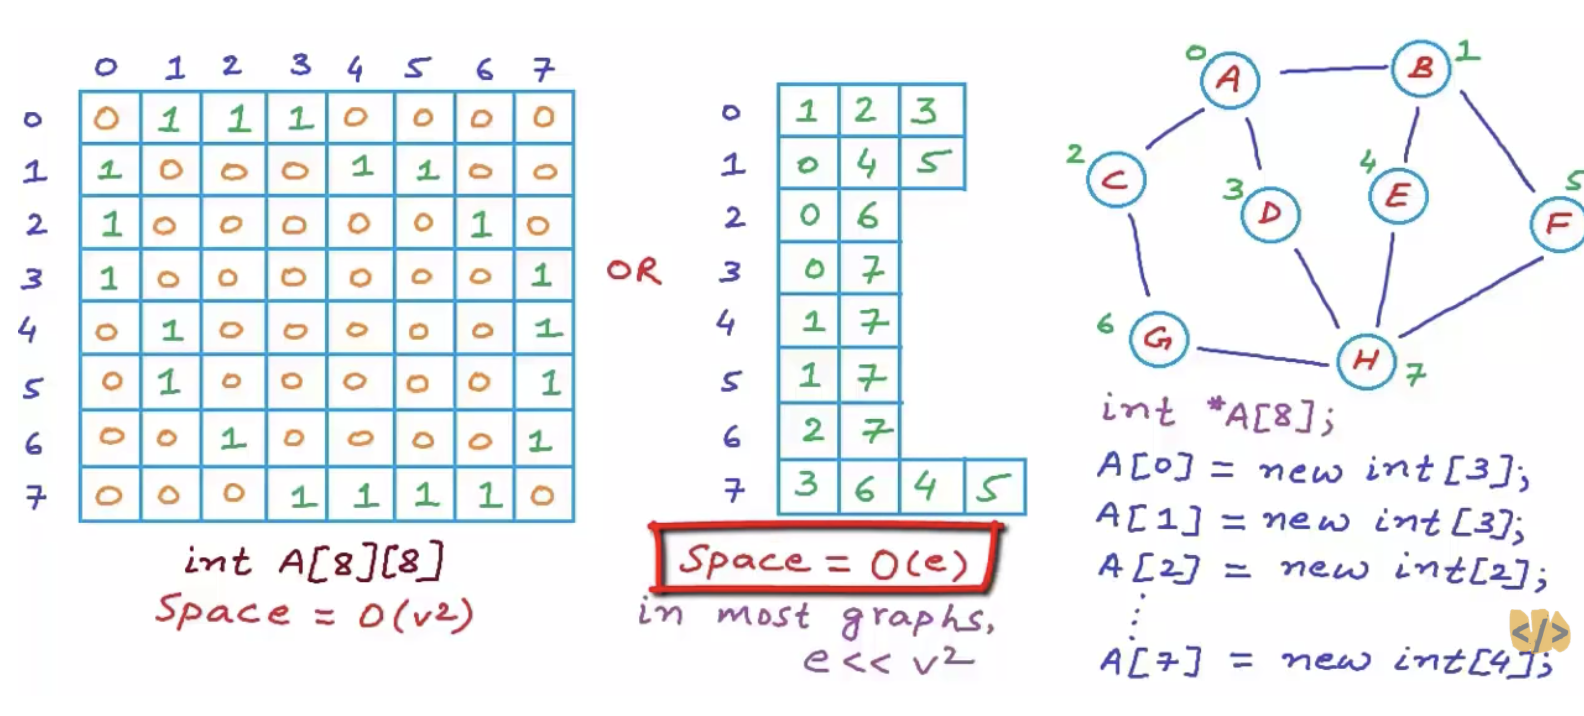 0 1 2 3 4 5 6 7
0 0 1 1 1 0 0 0 0
1 1 0 0 0 1 1 0 0
2 1 0 0 0 0 0 1 0
3 1 0 0 0 0 0 0 1
4 0 1 0 0 0 0 0 1
5 0 1 0 0 0 0 0 1
6 0 0 1 0 0 0 0 1
7 0 0 0 1 1 1 1 0
int A[8][8]
Space = O(v2)
OR
0 1 2 3
1 0 4 5
2 0 6
3 0 7
4 1 7
5 1 7
6 2 7
7 3 6 4 5
Space = O(e)
in most graphs,
e << v2
0 A
B 1
2 C
3 D
4 E
5 F
6 G
H 7
int *A[8];
A[0] = new int[3];
A[1] = new int[3];
A[2] = new int[2];
A[7] = new int[4];
</>